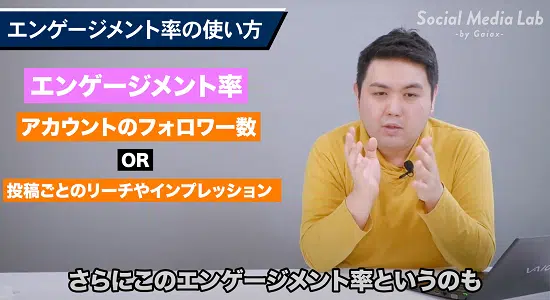 エンゲージメント率の使い方
Social Media Lab
-by Gaiax-
エンゲージメント率
アカウントのフォロワー数
OR
投稿ごとのリーチやインプレッション
VAIO
さらにこのエンゲージメント率というのも